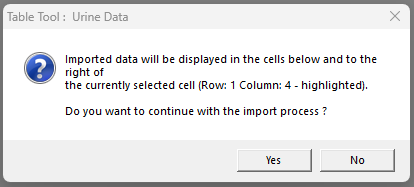 Table Tool :  Urine Data
Imported data will be displayed in the cells below and to the
right of
the currently selected cell (Row: 1 Column: 4 - highlighted).
Do you want to continue with the import process ?
Yes
No